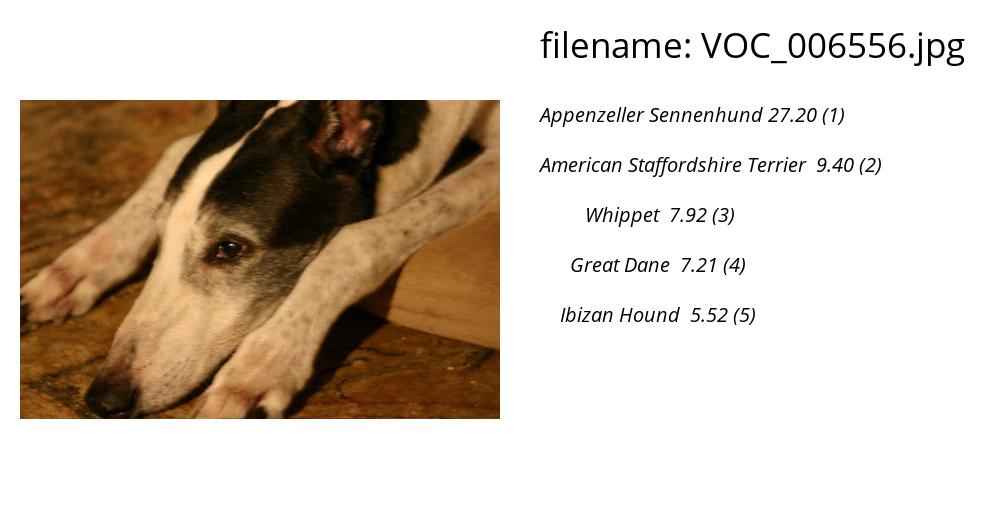 filename: VOC_006556.jpg
Appenzeller Sennenhund 27.20 (1)
American Staffordshire Terrier 9.40 (2)
Whippet 7.92 (3)
Great Dane 7.21 (4)
Ibizan Hound 5.52 (5)